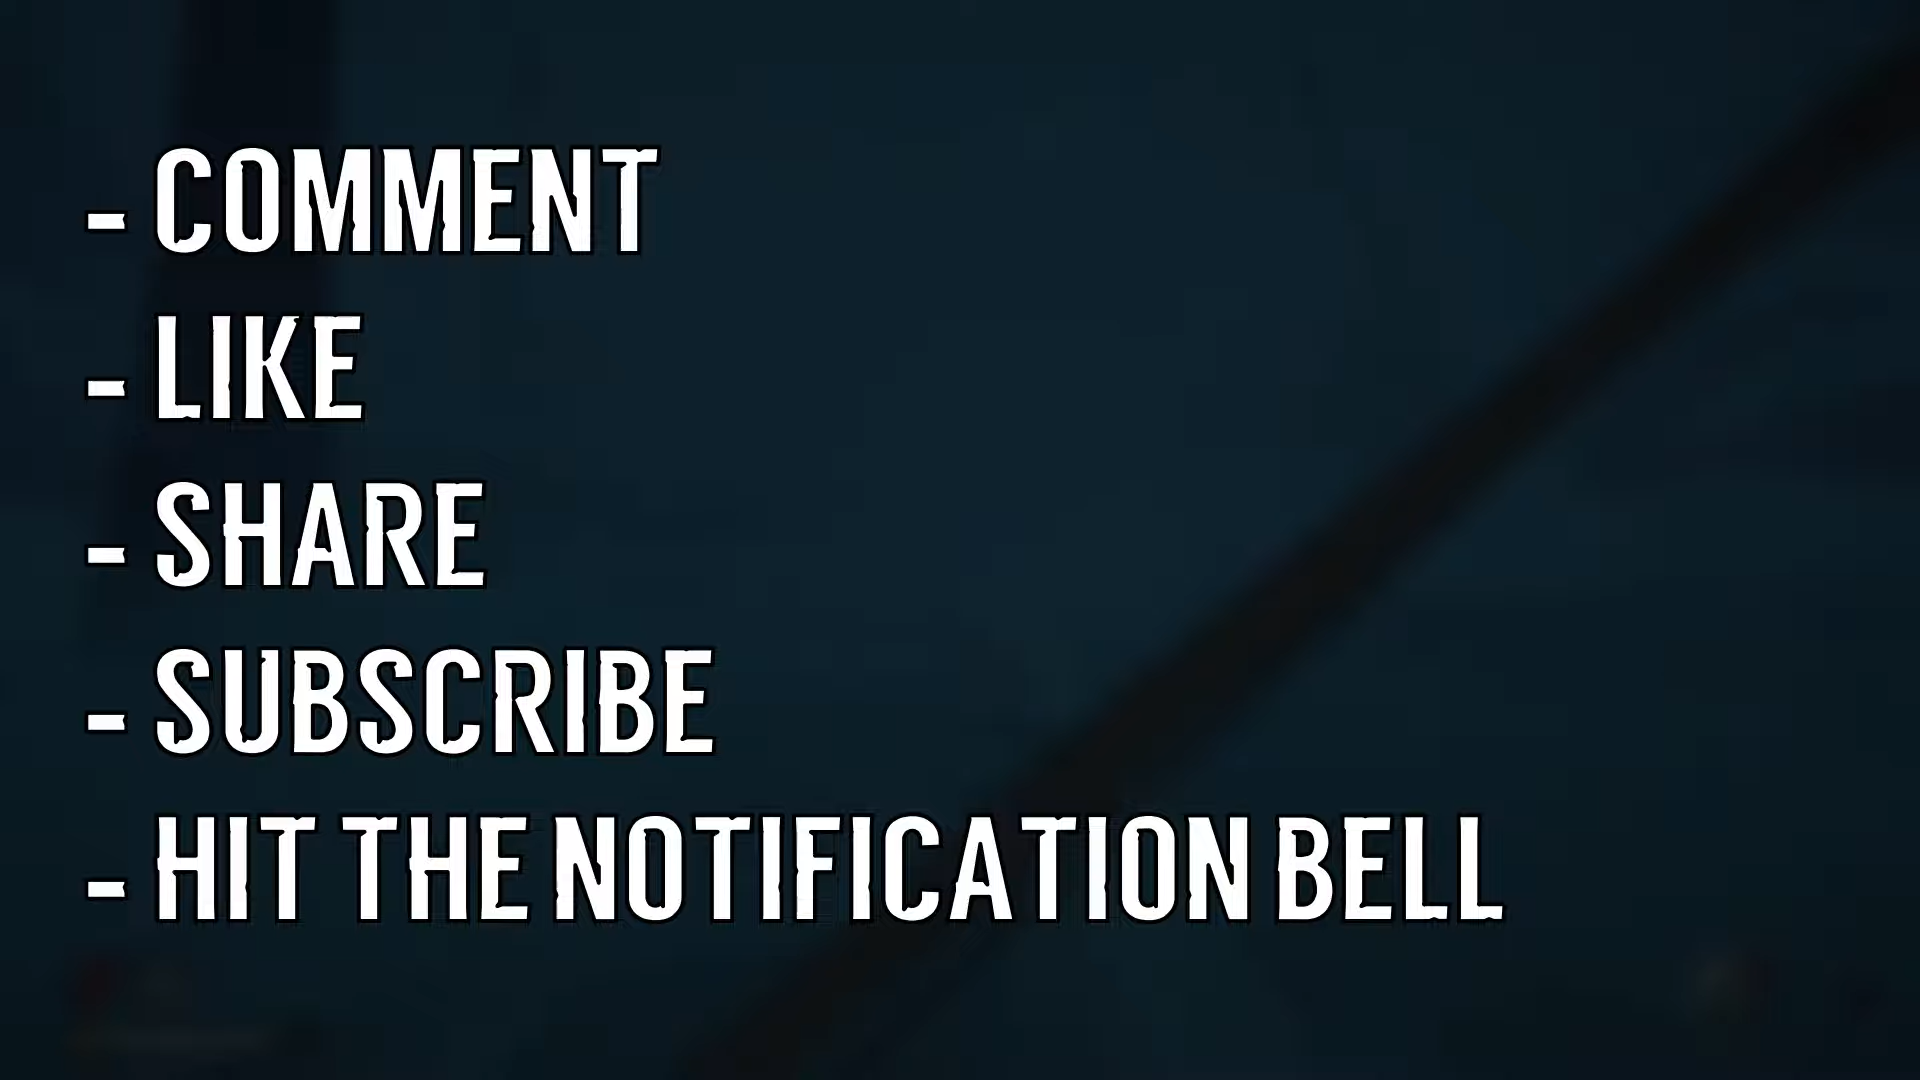 - COMMENT
- LIKE
- SHARE
- SUBSCRIBE
- HIT THE NOTIFICATION BELL